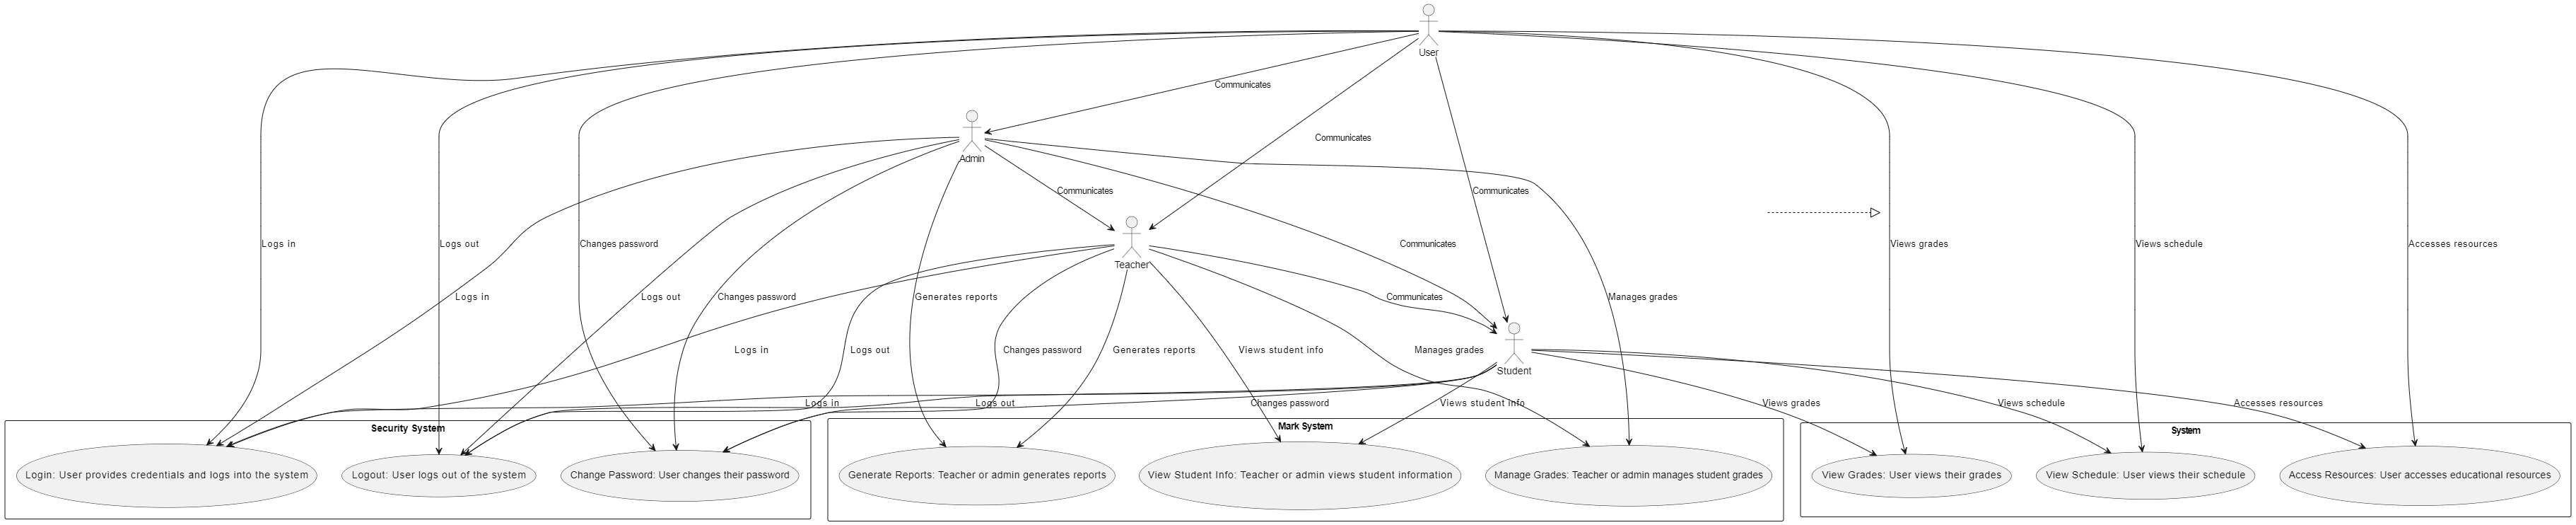 User
Communicates
Admin
Communicates
Communicates
Communicates
Teacher
Logs in
Logs out
Changes password
Communicates
Views grades
Views schedule
Accesses resources
Logs in
Logs out
Changes password
Generates reports
Communicates
Manages grades
Logs in
Logs out
Changes password
Generates reports
Views student info
Manages grades
Student
Logs in
Logs out
Changes password
Views student info
Views grades
Views schedule
Accesses resources
Security System
Mark System
System
Login: User provides credentials and logs into the system
Logout: User logs out of the system
Change Password: User changes their password
Generate Reports: Teacher or admin generates reports
View Student Info: Teacher or admin views student information
Manage Grades: Teacher or admin manages student grades
View Grades: User views their grades
View Schedule: User views their schedule
Access Resources: User accesses educational resources